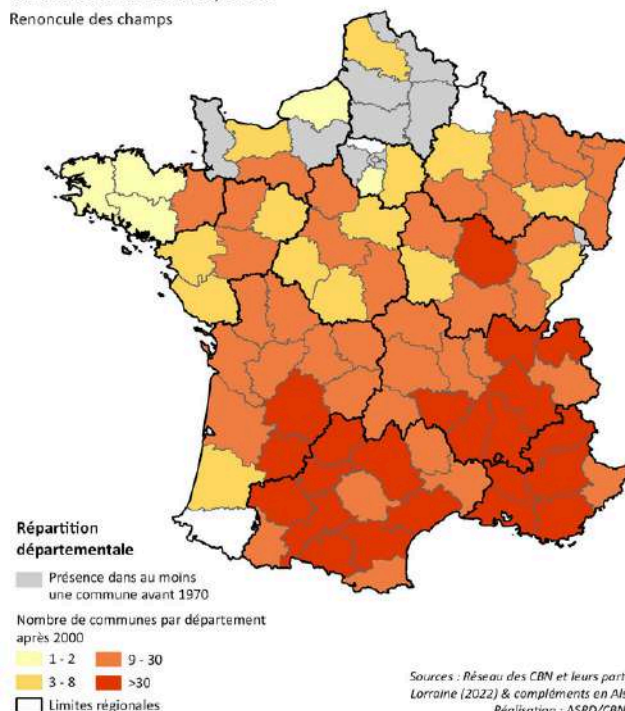 Renoncule des champs
Répartition
départementale
Présence dans au moins
une commune avant 1970
Nombre de communes par département
après 2000
1 - 2
9 - 30
3 - 8
>30
Limites régionales
Sources : Réseau des CBN et leurs part
Lorraine (2022) & compléments en Als
Réalisation : ASPD/CBN